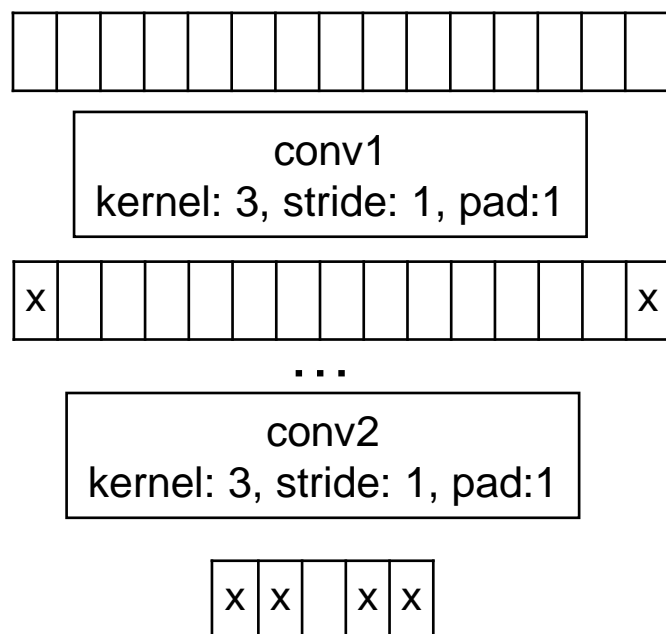 conv1
kernel: 3, stride: 1, pad:1
x x
...
conv2
kernel: 3, stride: 1, pad:1
x x x x